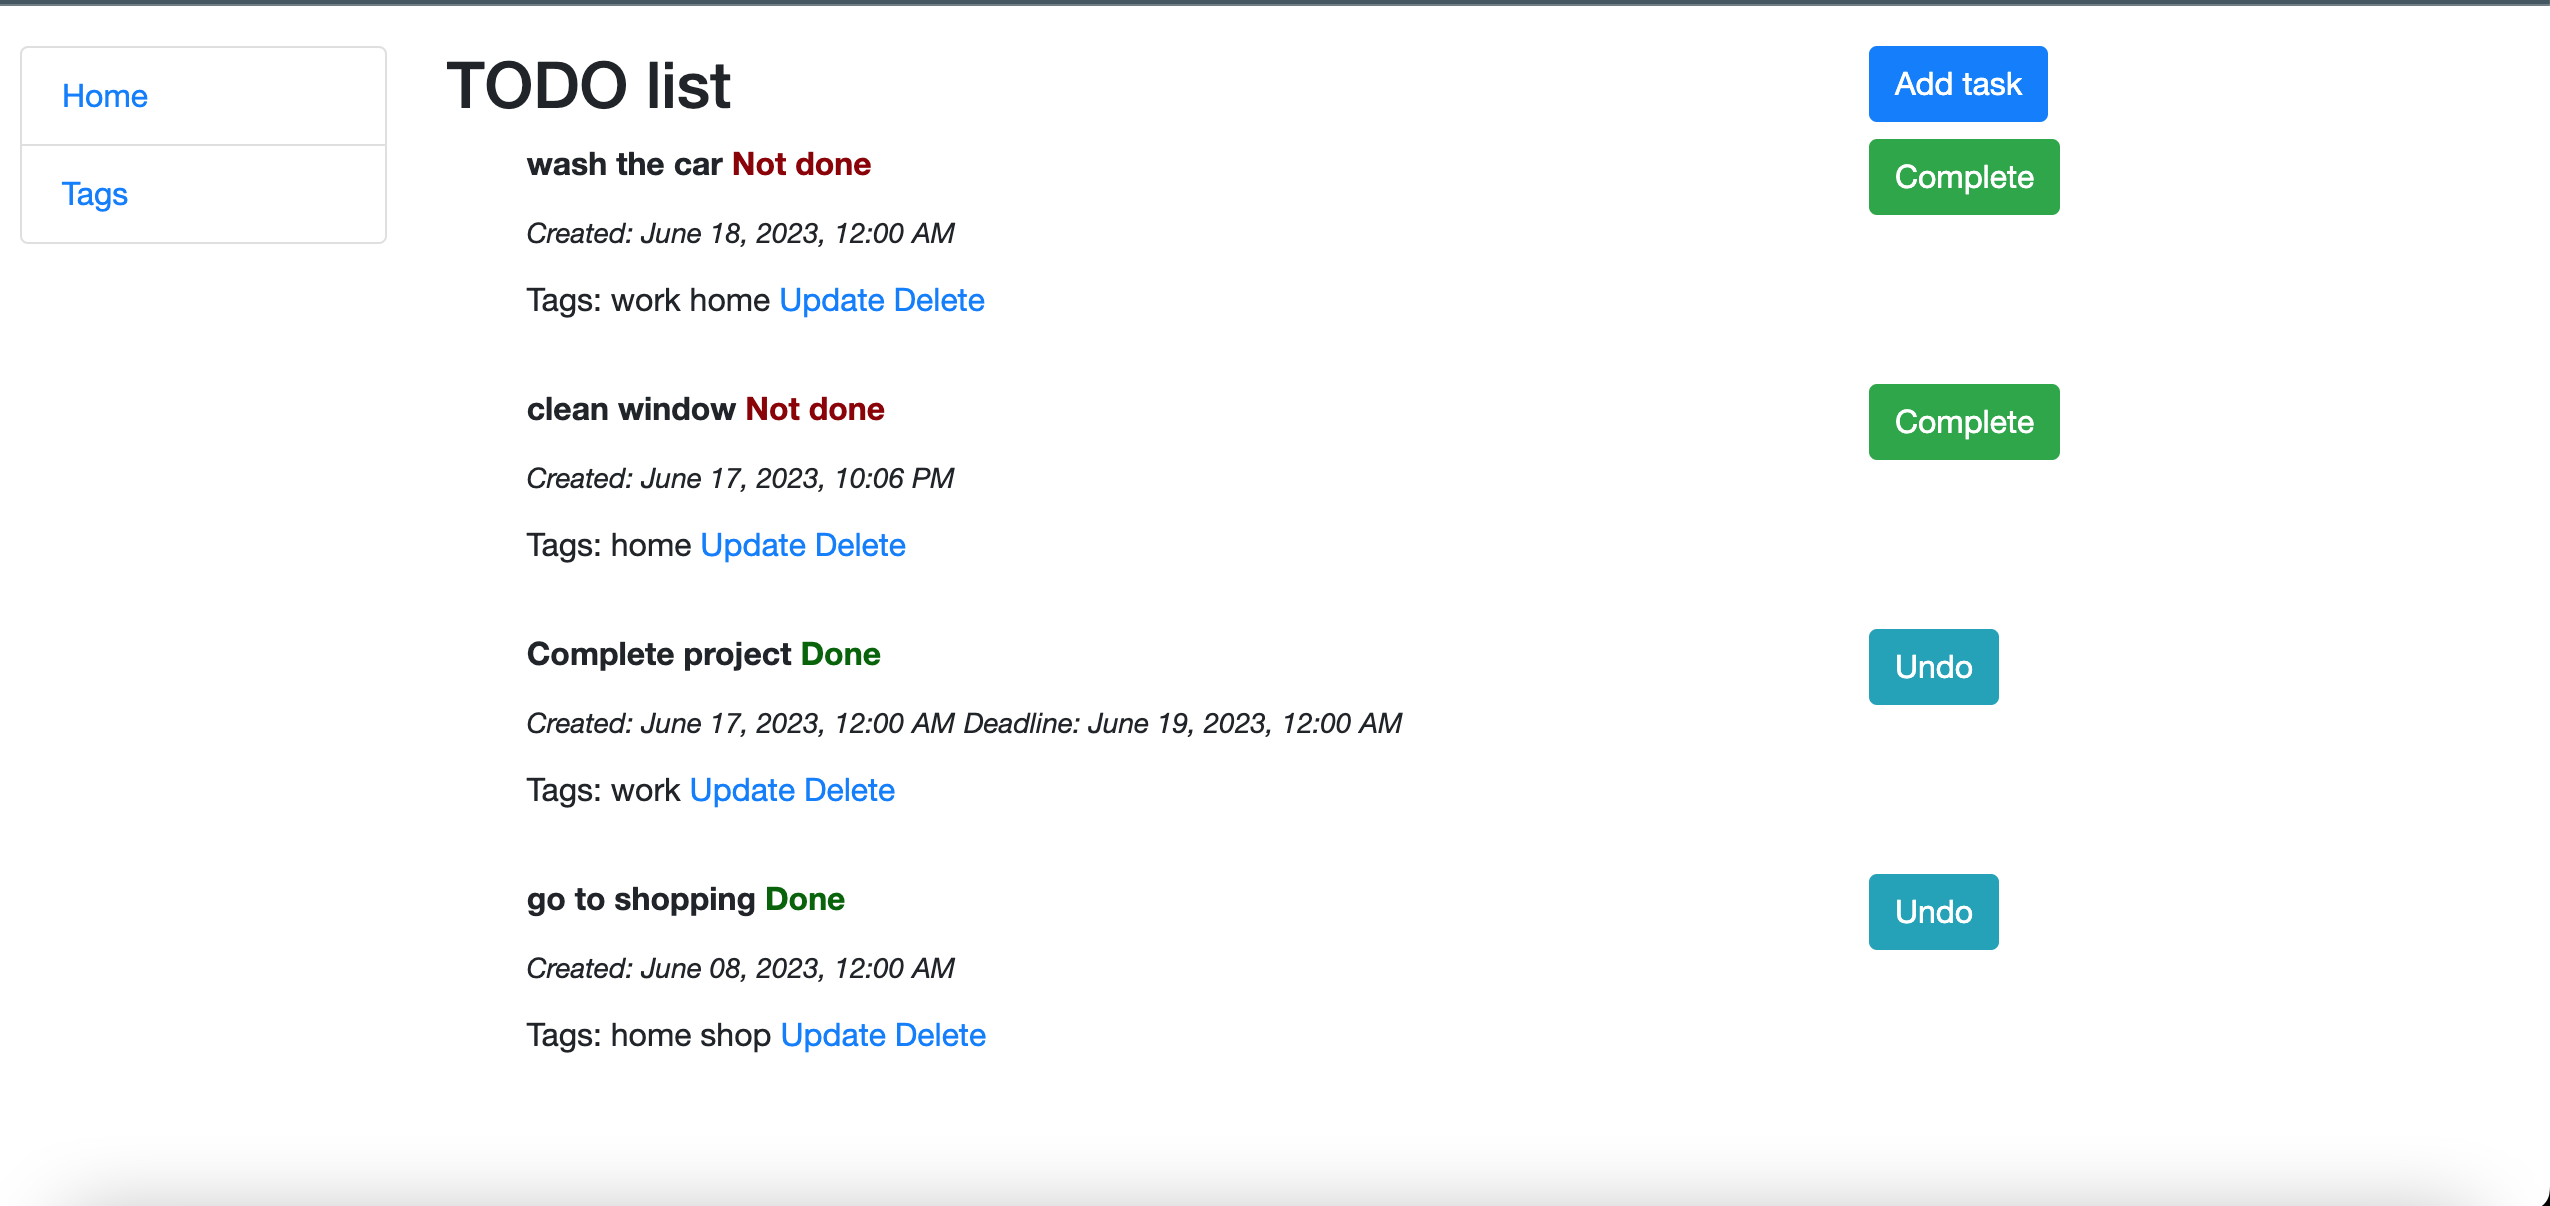 Home
Tags
TODO list
Add task
wash the car Not done
Complete
Created: June 18, 2023, 12:00 AM
Tags: work home Update Delete
clean window Not done
Complete
Created: June 17, 2023, 10:06 PM
Tags: home Update Delete
Complete project Done
Undo
Created: June 17, 2023, 12:00 AM Deadline: June 19, 2023, 12:00 AM
Tags: work Update Delete
go to shopping Done
Undo
Created: June 08, 2023, 12:00 AM
Tags: home shop Update Delete